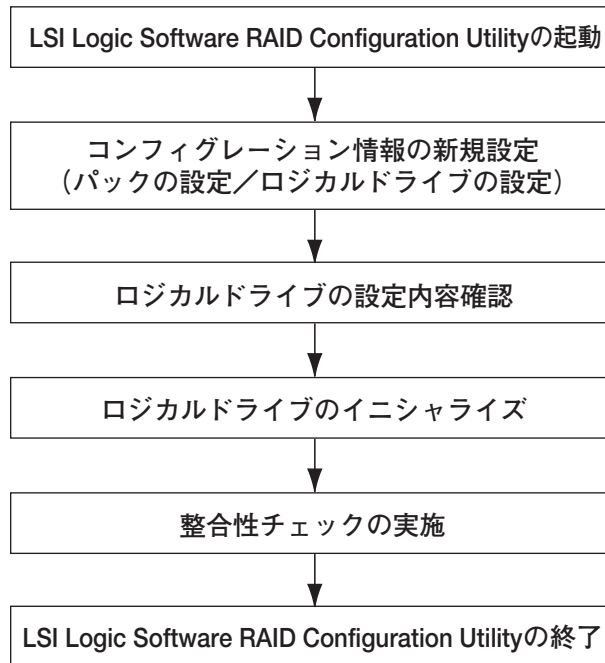 LSI Logic Software RAID Configuration Utilityの起動
コンフィグレーション情報の新規設定
（パックの設定／ロジカルドライブの設定）
ロジカルドライブの設定内容確認
ロジカルドライブのイニシャライズ
整合性チェックの実施
LSI Logic Software RAID Configuration Utilityの終了